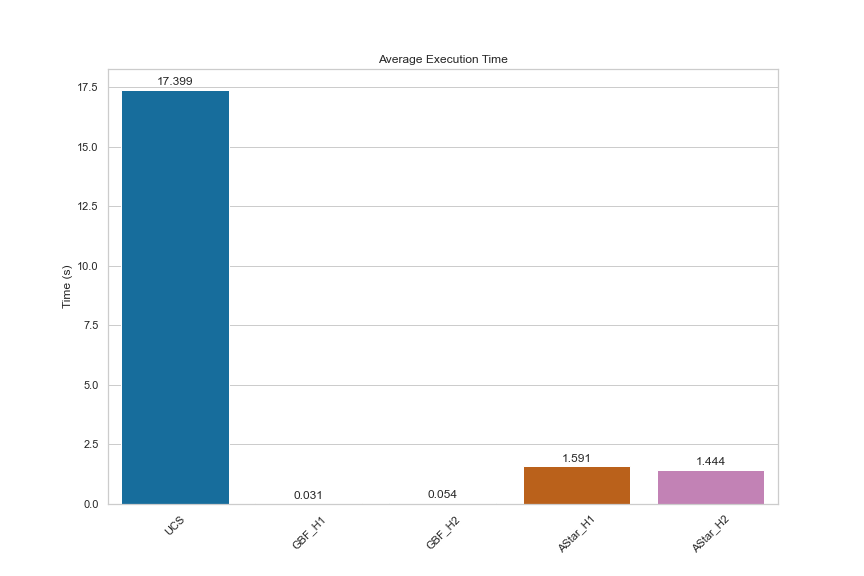 Average Execution Time
Time (s)
17.5
15.0
12.5
10.0
7.5
5.0
2.5
0.0
17.399
0.031
0.054
1.591
1.444
UCS
GBF_H1
GBF_H2
AStar_H1
AStar_H2